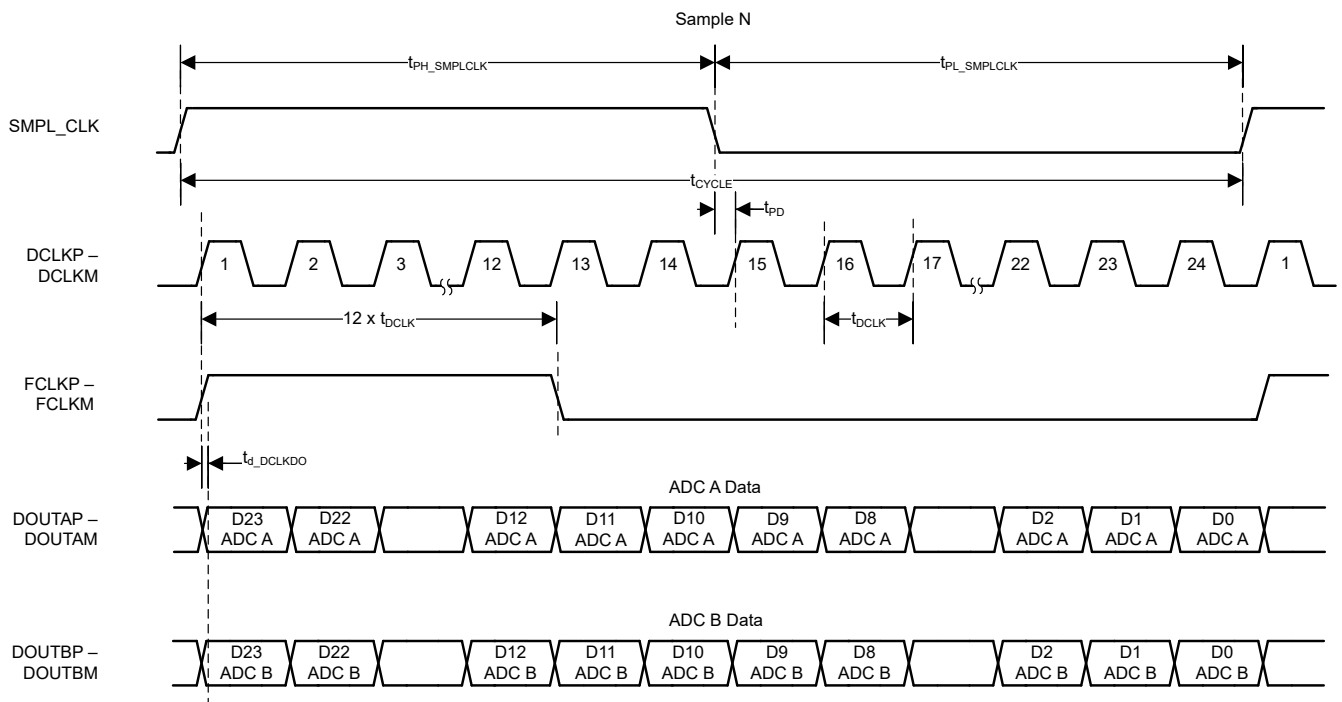 Sample N
tPH_SMPLCLK
tPL_SMPLCLK
SMPL_CLK
tCYCLE
tPD
DCLKP –
DCLKM
1 2 3 12 13 14 15 16 17 22 23 24 1
12 x tDCLK
tDCLK
FCLKP –
FCLKM
td_DCLKDO
ADC A Data
DOUTAP –
DOUTAM
D23 D22 D12 D11 D10 D9 D8 D2 D1 D0
ADC A ADC A ADC A ADC A ADC A ADC A ADC A ADC A ADC A ADC A
ADC B Data
DOUTBP –
DOUTBM
D23 D22 D12 D11 D10 D9 D8 D2 D1 D0
ADC B ADC B ADC B ADC B ADC B ADC B ADC B ADC B ADC B ADC B